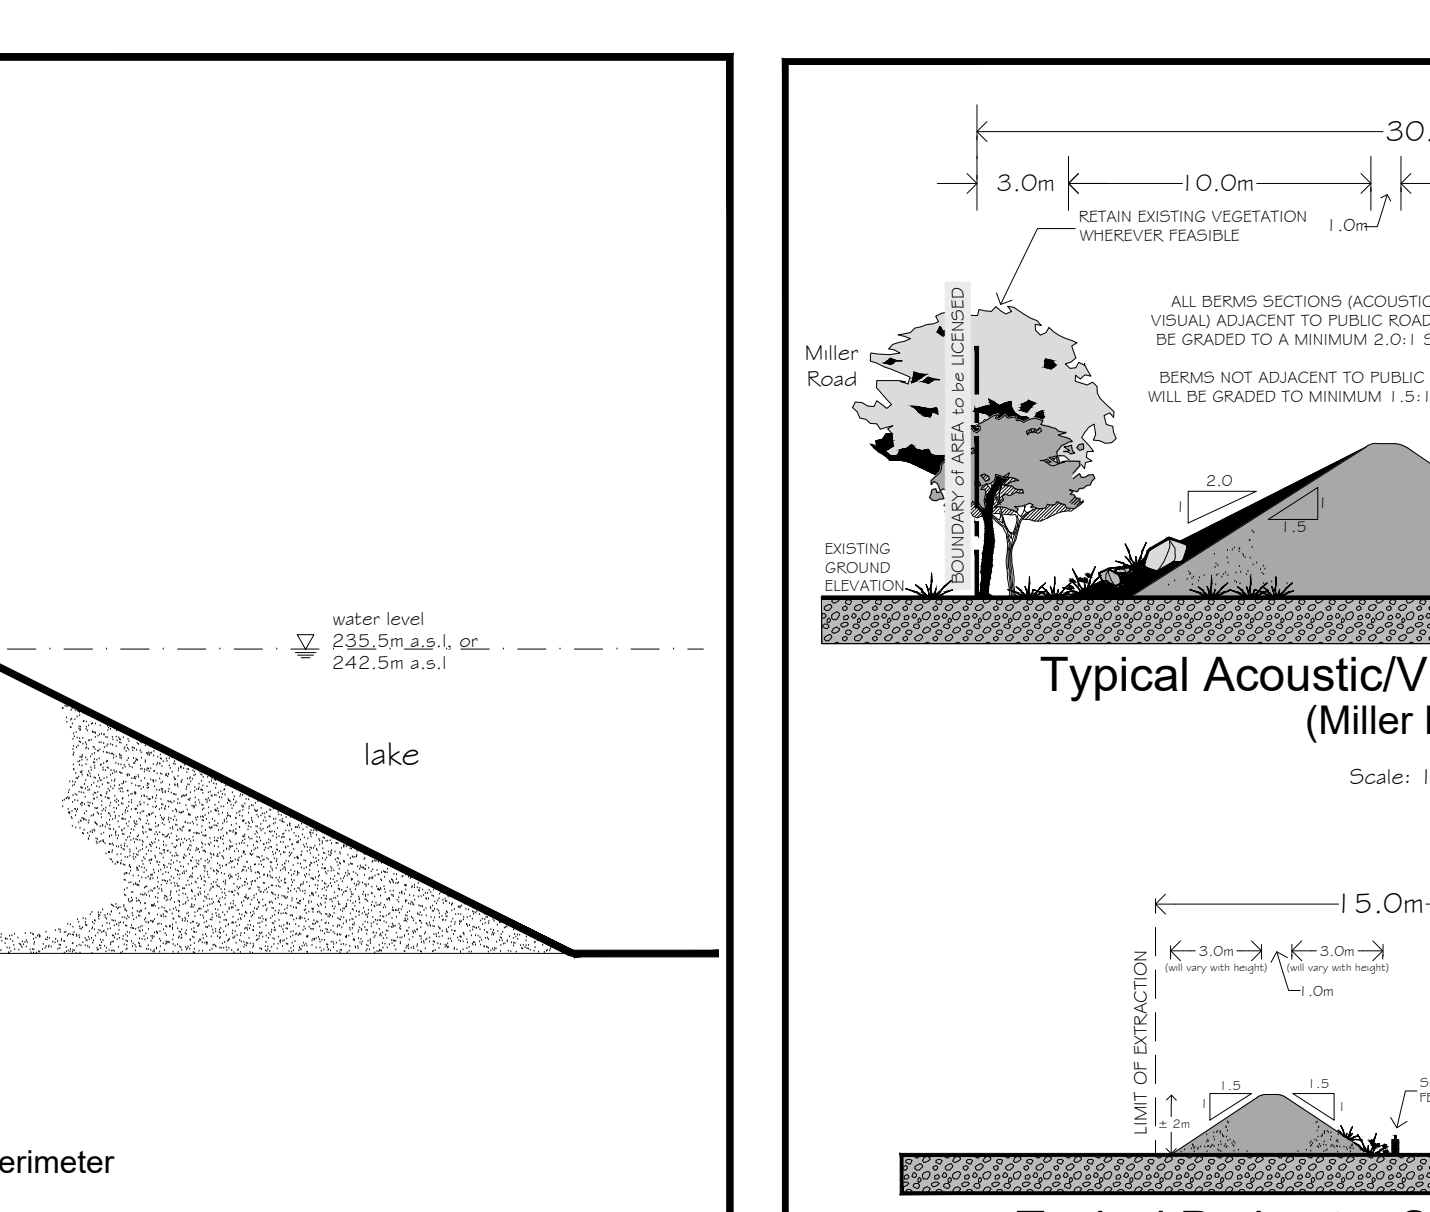 water level
235.5m a.s.l, or
242.5m a.s.l
lake
erimeter
30.
3.0m
10.0m
1.0m
RETAIN EXISTING VEGETATION
WHEREVER FEASIBLE
ALL BERMS SECTIONS (ACOUSTIC
VISUAL) ADJACENT TO PUBLIC ROAD
BE GRADED TO A MINIMUM 2.0:1 S
BERMS NOT ADJACENT TO PUBLIC
WILL BE GRADED TO MINIMUM 1.5:1
Miller
Road
BOUNDARY of AREA to be LICENSED
2.0
1
1
1.5
EXISTING
GROUND
ELEVATION
Typical Acoustic/V
(Miller
Scale: 1
15.0m
3.0m
(will vary with height)
3.0m
(will vary with height)
1.0m
LIMIT OF EXTRACTION
1.5
1
1.5
1
± 2m